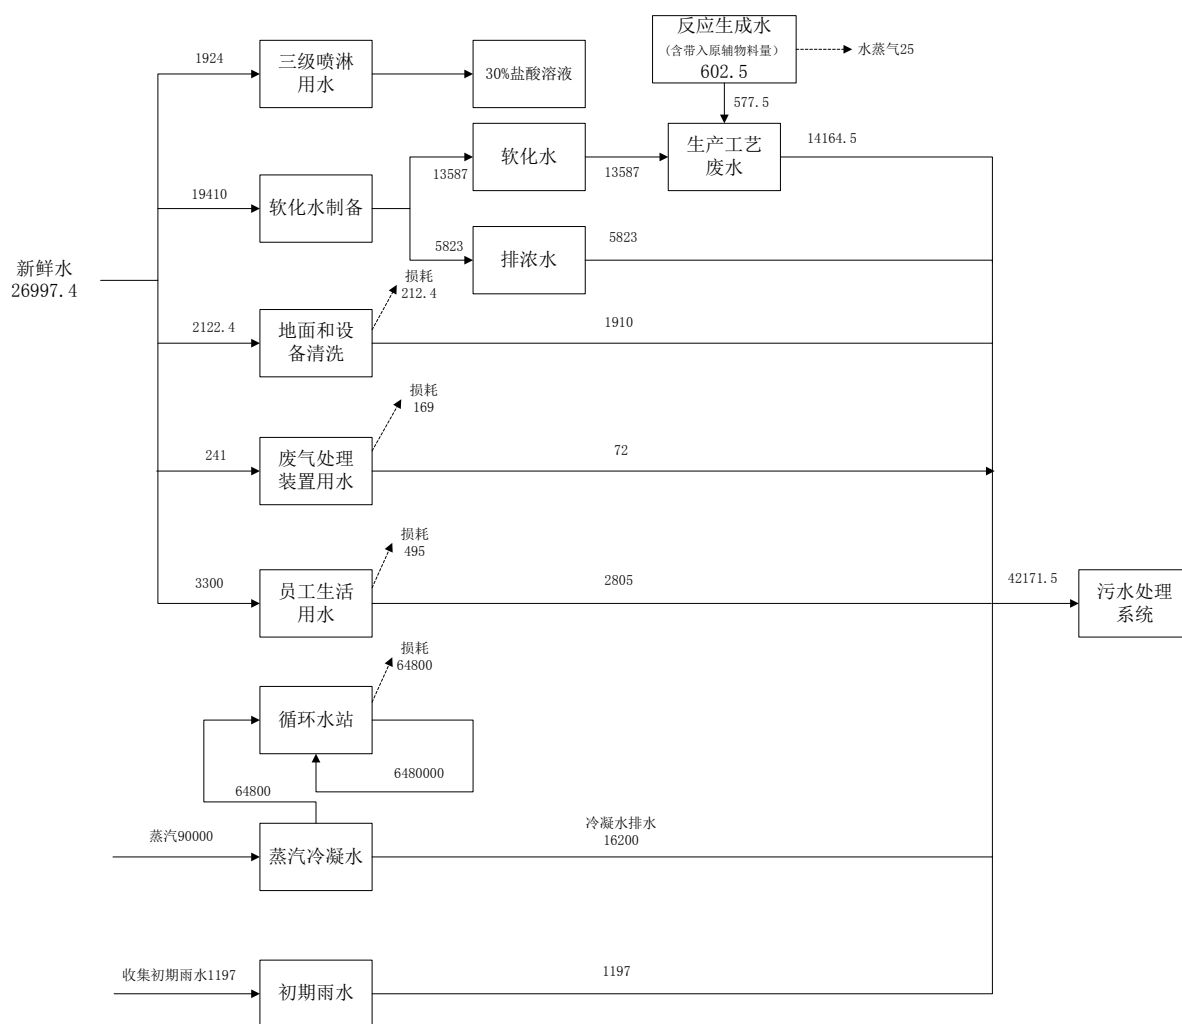 反应生成水
(含带入原辅物料量)
602.5
水蒸气25
577.5
1924
三级喷淋
用水
30%盐酸溶液
软化水
13587
13587
生产工艺
废水
14164.5
19410
软化水制备
5823
排浓水
5823
新鲜水
26997.4
损耗
212.4
2122.4
地面和设
备清洗
1910
损耗
169
241
废气处理
装置用水
72
损耗
495
3300
员工生活
用水
2805
42171.5
污水处理
系统
损耗
64800
循环水站
6480000
64800
蒸汽90000
蒸汽冷凝水
冷凝水排水
16200
收集初期雨水1197
初期雨水
1197